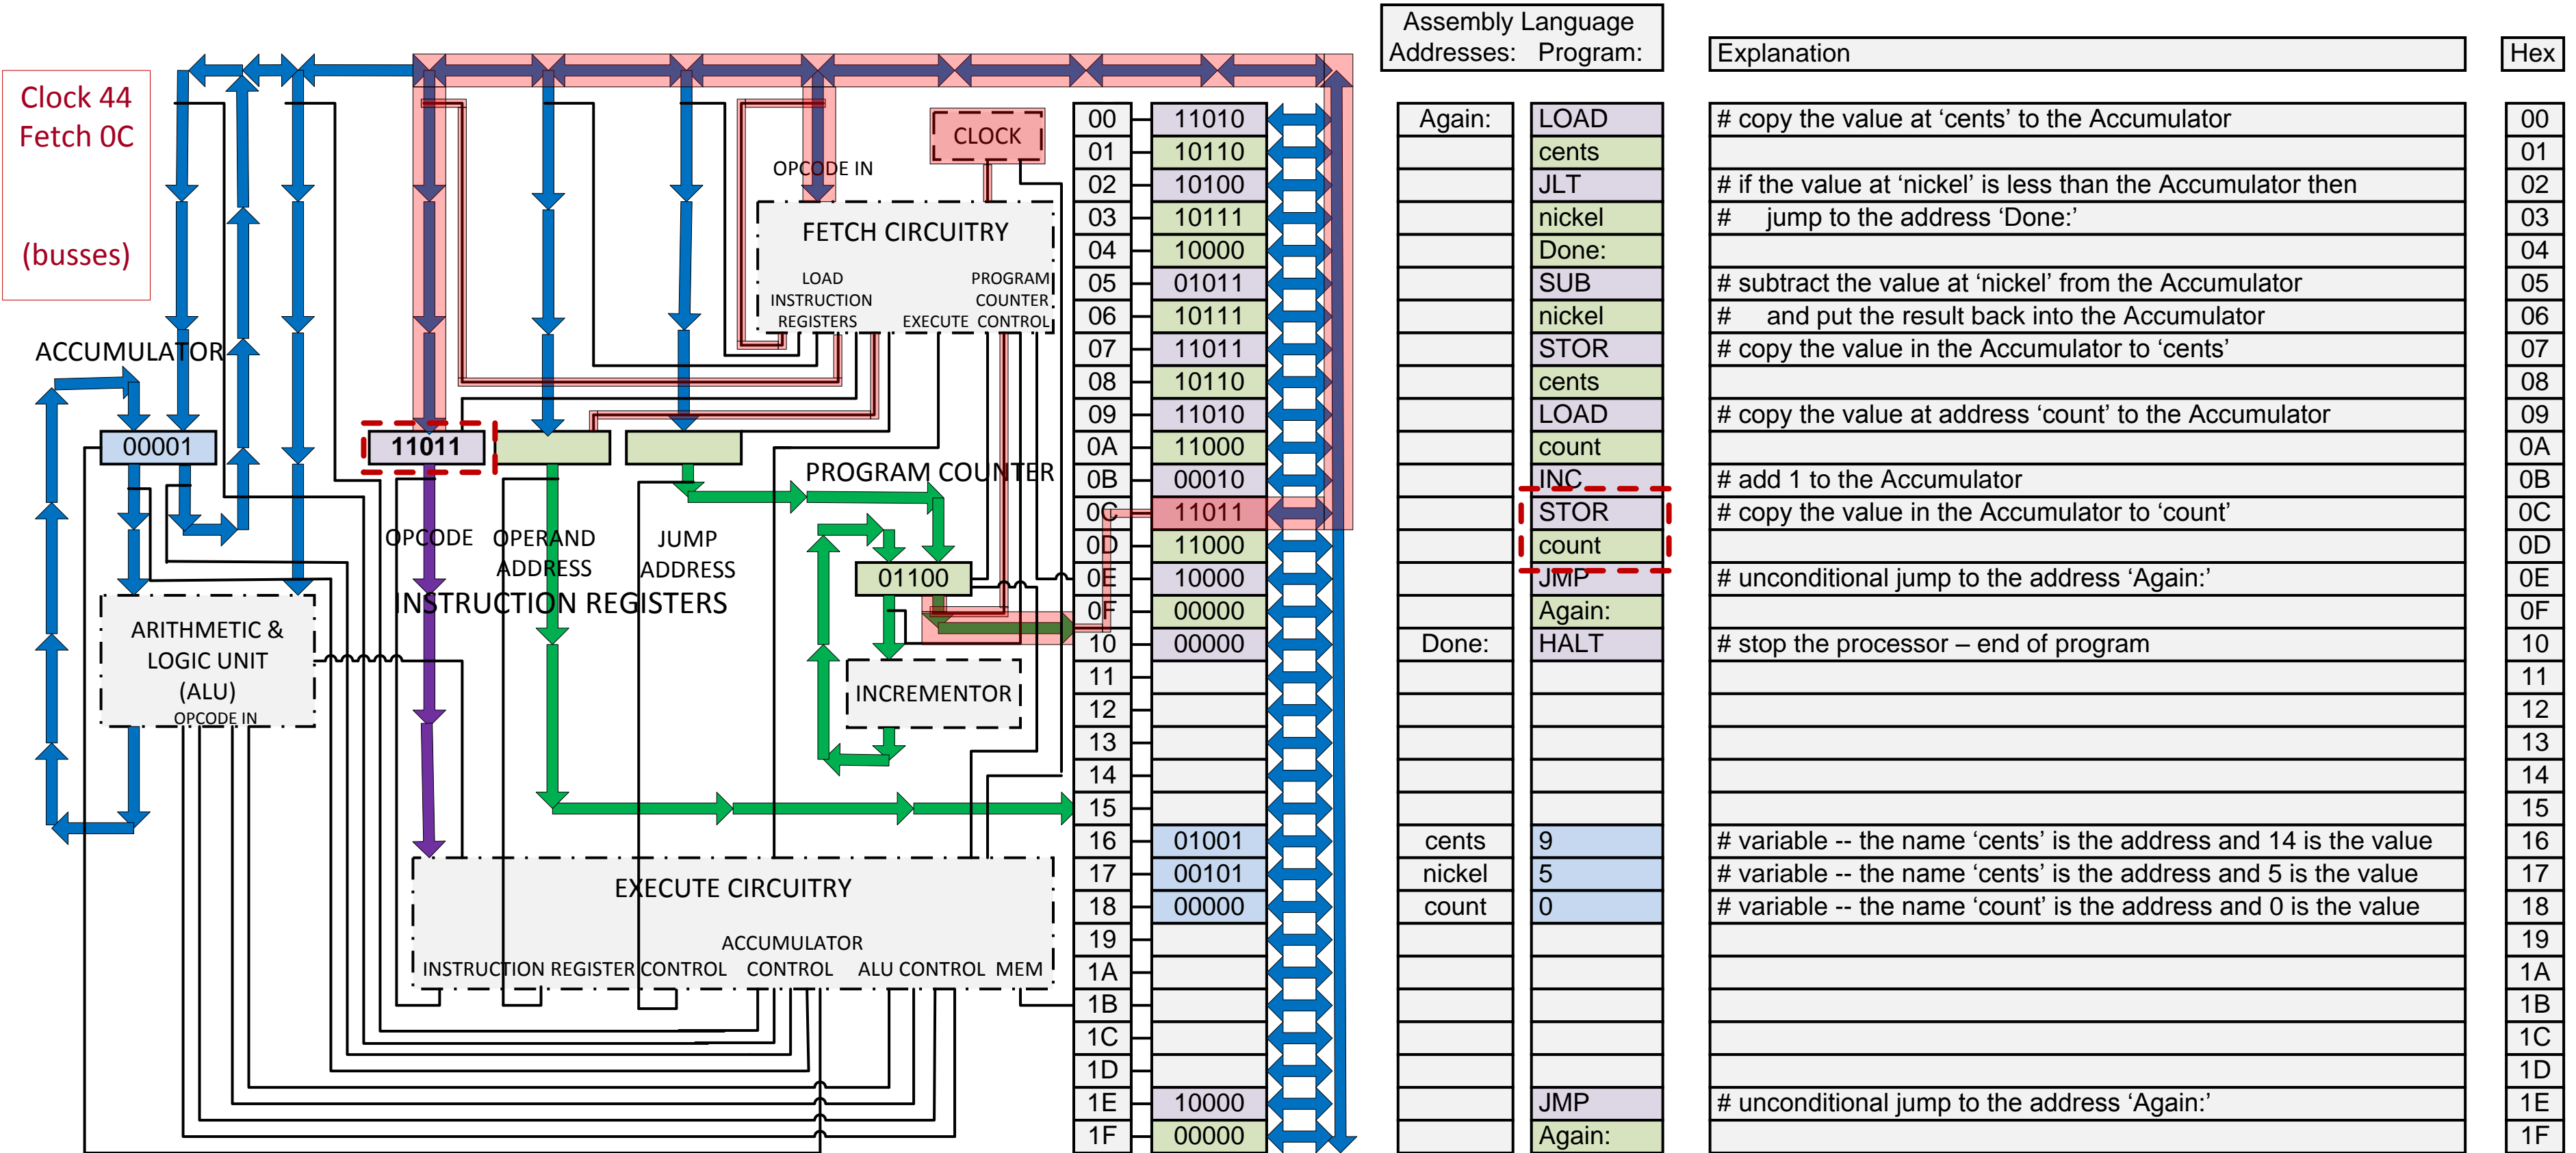 Assembly Language
Addresses: Program:
Explanation
Hex
Clock 44
Fetch 0C
(busses)
CLOCK
OPCODE IN
FETCH CIRCUITRY
LOAD
INSTRUCTION
REGISTERS
EXECUTE
PROGRAM
COUNTER
CONTROL
ACCUMULATOR
00001
11011
PROGRAM COUNTER
OPCODE
OPERAND
ADDRESS
JUMP
ADDRESS
INSTRUCTION REGISTERS
01100
INCREMENTOR
ARITHMETIC &
LOGIC UNIT
(ALU)
OPCODE IN
EXECUTE CIRCUITRY
ACCUMULATOR
INSTRUCTION REGISTER CONTROL CONTROL ALU CONTROL MEM
00 11010 Again: LOAD # copy the value at ‘cents’ to the Accumulator 00
01 10110 cents 01
02 10100 JLT # if the value at ‘nickel’ is less than the Accumulator then 02
03 10111 nickel # jump to the address ‘Done:’ 03
04 10000 Done: 04
05 01011 SUB # subtract the value at ‘nickel’ from the Accumulator 05
06 10111 nickel # and put the result back into the Accumulator 06
07 11011 STOR # copy the value in the Accumulator to ‘cents’ 07
08 10110 cents 08
09 11010 LOAD # copy the value at address ‘count’ to the Accumulator 09
0A 11000 count 0A
0B 00010 INC # add 1 to the Accumulator 0B
0C 11011 STOR # copy the value in the Accumulator to ‘count’ 0C
0D 11000 count 0D
0E 10000 JMP # unconditional jump to the address ‘Again:’ 0E
0F 00000 Again: 0F
10 00000 Done: HALT # stop the processor – end of program 10
11 11
12 12
13 13
14 14
15 15
16 01001 cents 9 # variable -- the name ‘cents’ is the address and 14 is the value 16
17 00101 nickel 5 # variable -- the name ‘cents’ is the address and 5 is the value 17
18 00000 count 0 # variable -- the name ‘count’ is the address and 0 is the value 18
19 19
1A 1A
1B 1B
1C 1C
1D 1D
1E 10000 JMP # unconditional jump to the address ‘Again:’ 1E
1F 00000 Again: 1F